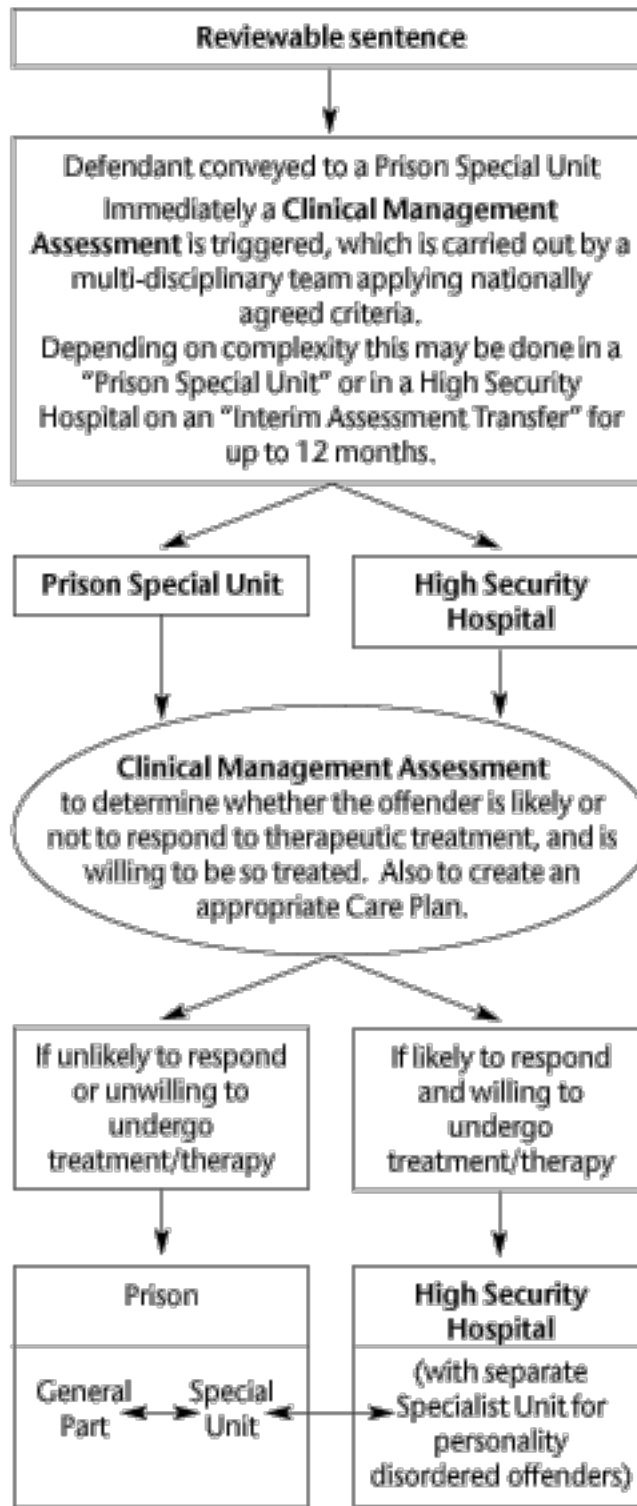 Reviewable sentence
Defendant conveyed to a Prison Special Unit
Immediately a Clinical Management
Assessment is triggered, which is carried out by a
multi-disciplinary team applying nationally
agreed criteria.
Depending on complexity this may be done in a
"Prison Special Unit" or in a High Security
Hospital on an "Interim Assessment Transfer" for
up to 12 months.
Prison Special Unit
High Security
Hospital
Clinical Management Assessment
to determine whether the offender is likely or
not to respond to therapeutic treatment, and is
willing to be so treated. Also to create an
appropriate Care Plan.
If unlikely to respond
or unwilling to
undergo
treatment/therapy
If likely to respond
and willing to
undergo
treatment/therapy
Prison
General
Part
Special
Unit
High Security
Hospital
(with separate
Specialist Unit for
personality
disordered offenders)